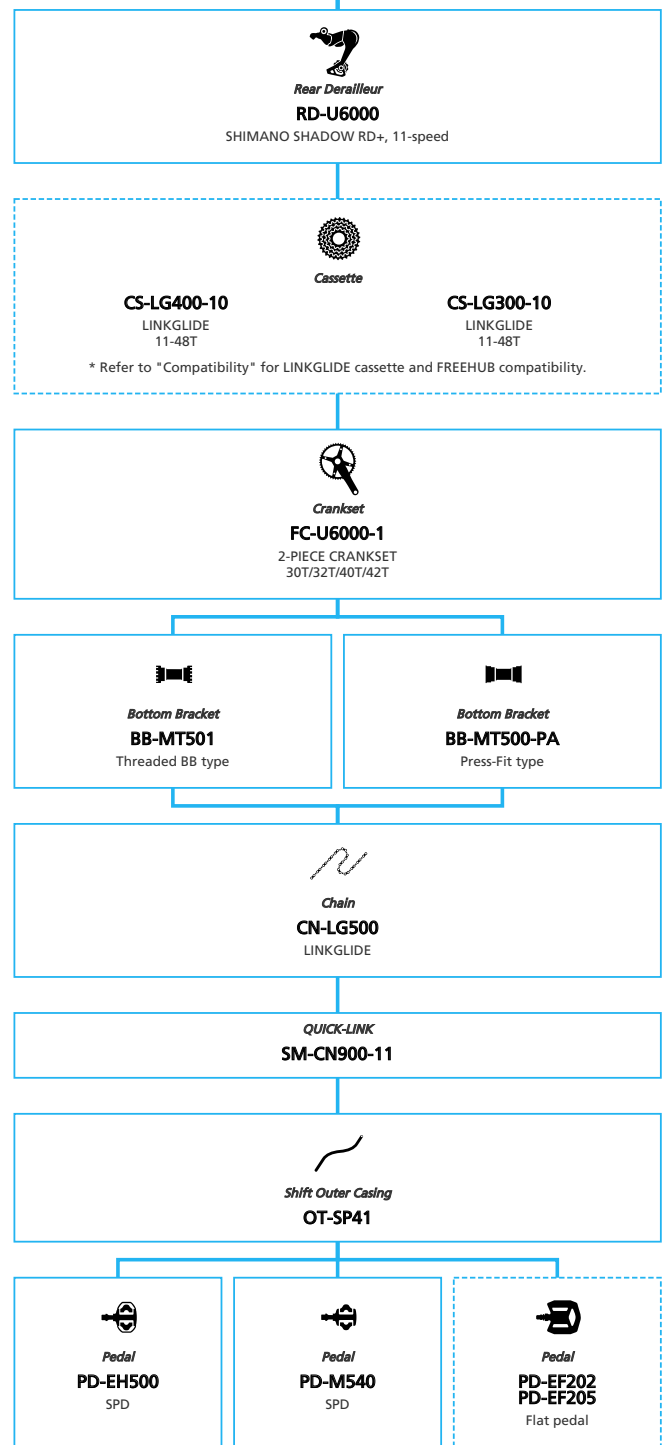 Rear Derailleur
RD-U6000
SHIMANO SHADOW RD+, 11-speed
Cassette
CS-LG400-10
LINKGLIDE
11-48T
CS-LG300-10
LINKGLIDE
11-48T
* Refer to "Compatibility" for LINKGLIDE cassette and FREEHUB compatibility.
Crankset
FC-U6000-1
2-PIECE CRANKSET
30T/32T/40T/42T
Bottom Bracket
BB-MT501
Threaded BB type
Bottom Bracket
BB-MT500-PA
Press-Fit type
Chain
CN-LG500
LINKGLIDE
QUICK-LINK
SM-CN900-11
Shift Outer Casing
OT-SP41
Pedal
PD-EH500
SPD
Pedal
PD-M540
SPD
Pedal
PD-EF202
PD-EF205
Flat pedal